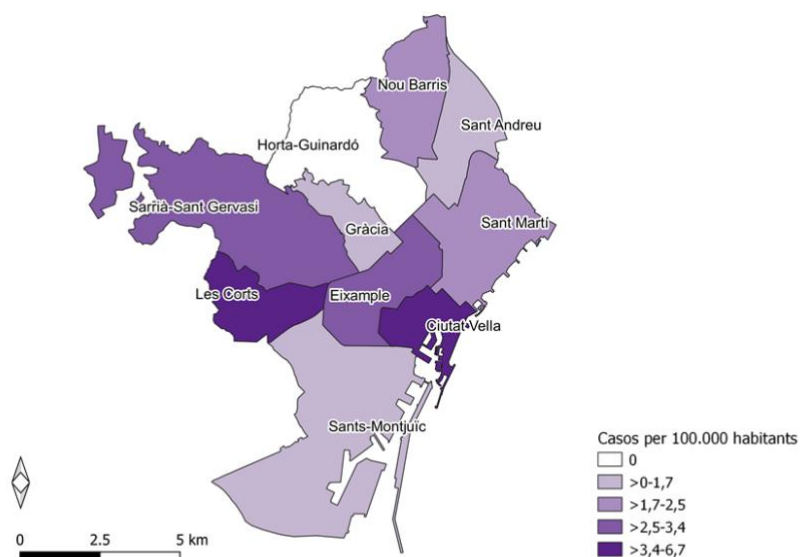 Nou Barris
Sant Andreu
Horta-Guinardó
Sarrià-Sant Gervasi
Gràcia
Sant Martí
Les Corts
Eixample
Ciutat Vella
Sants-Montjuïc
Casos per 100.000 habitants
0
>0-1,7
>1,7-2,5
>2,5-3,4
>3,4-6,7
0 2.5 5 km